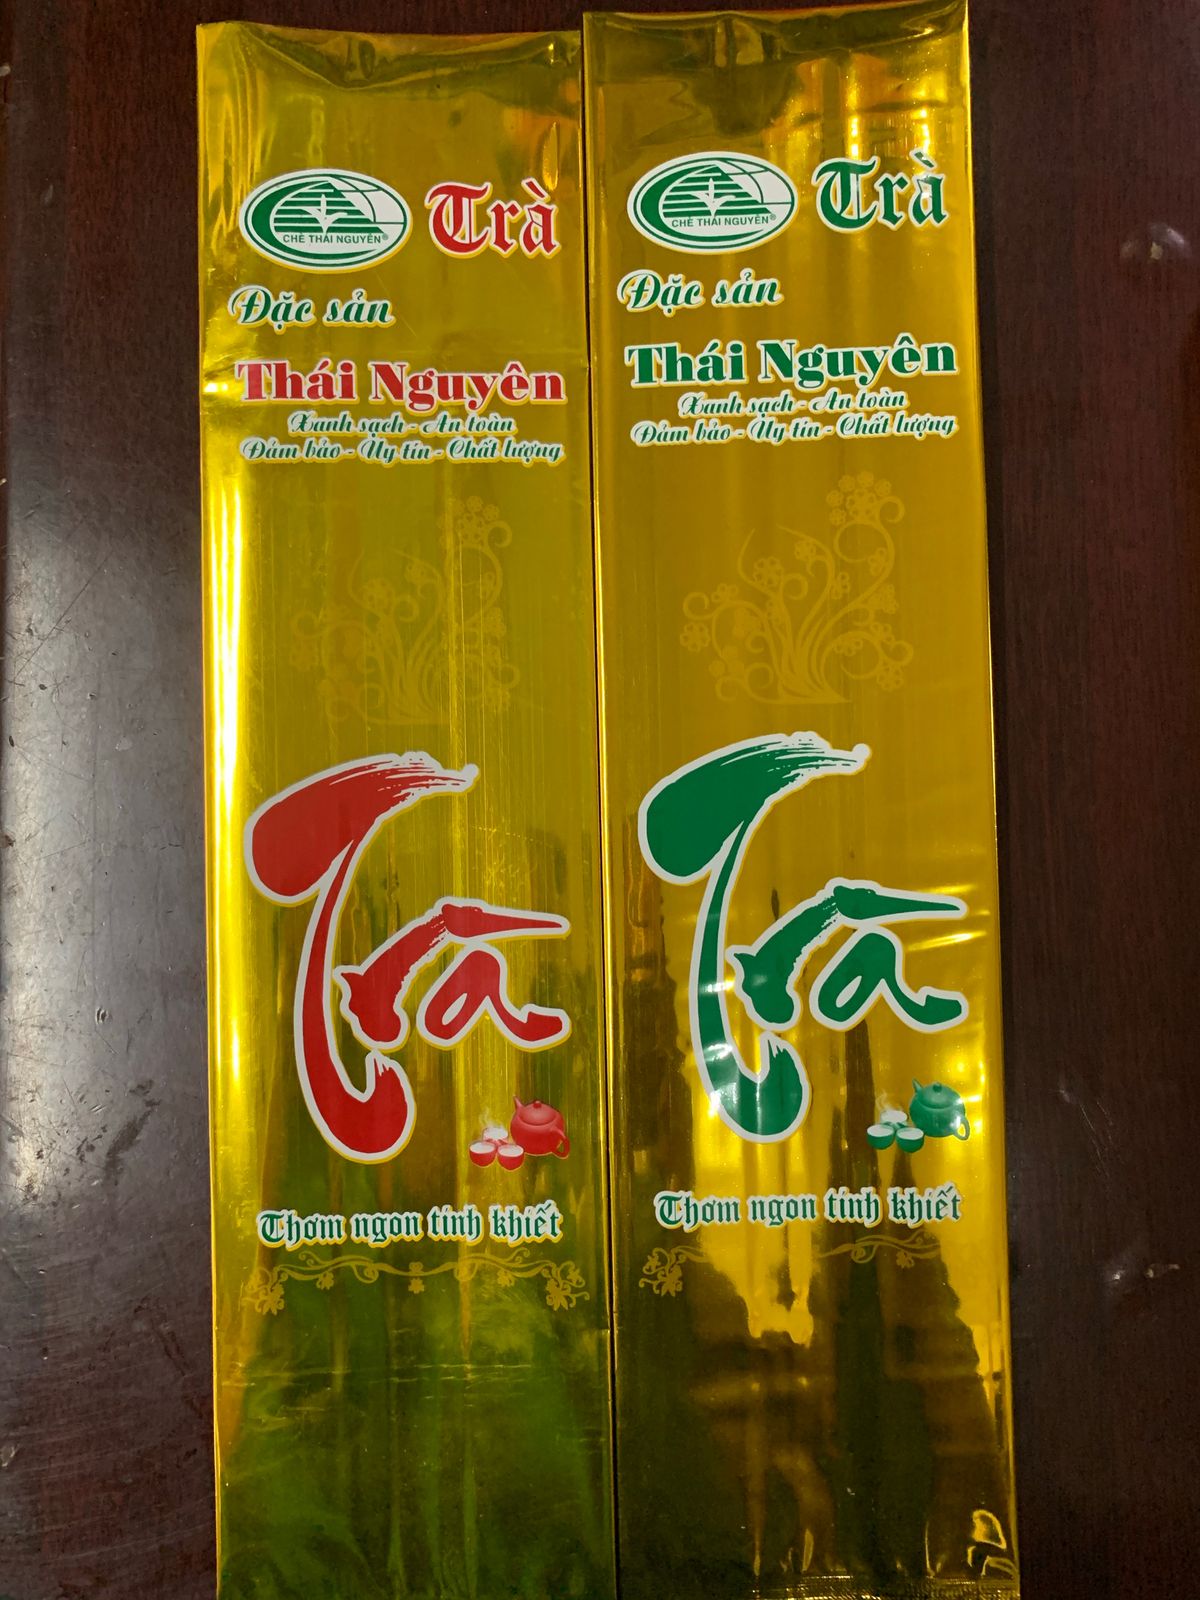 CHÈ THÁI NGUYÊN®
Trà
Đặc sản
Thái Nguyên
Xanh sạch - An toàn
Đảm bảo - Uy tín - Chất lượng
Trà
Thơm ngon tinh khiết
CHÈ THÁI NGUYÊN®
Trà
Đặc sản
Thái Nguyên
Xanh sạch - An toàn
Đảm bảo - Uy tín - Chất lượng
Trà
Thơm ngon tinh khiết